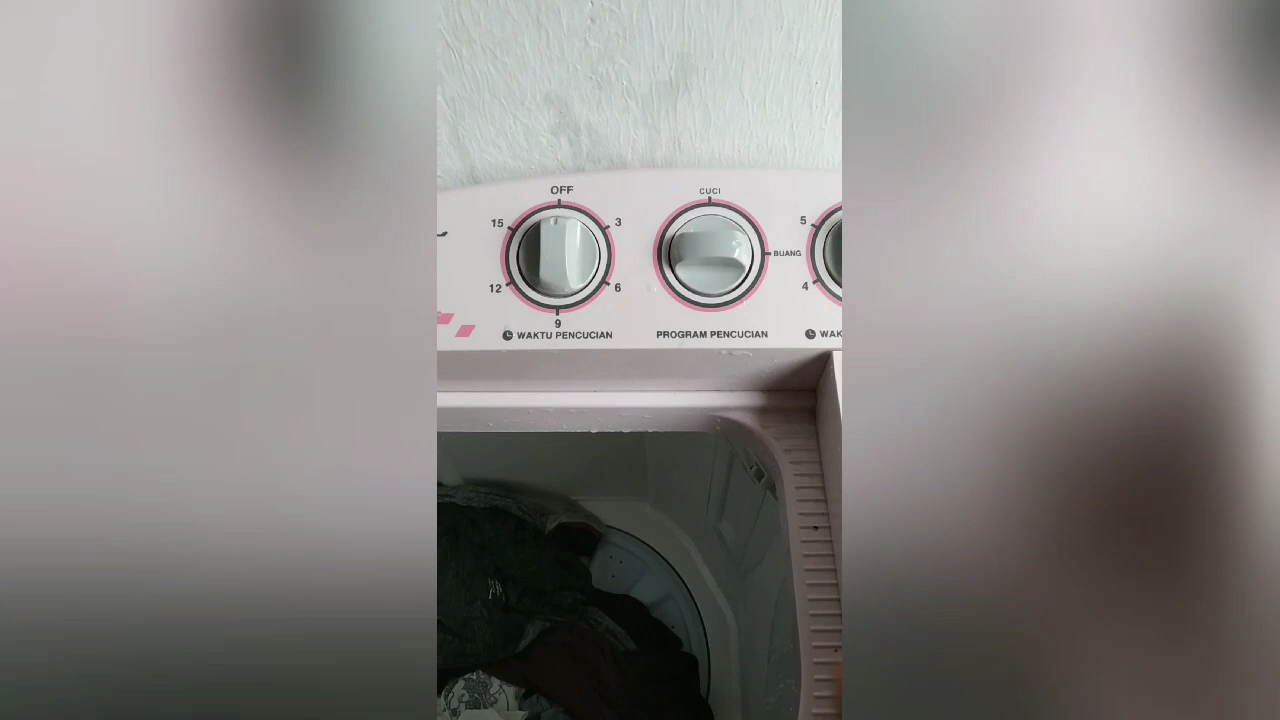 OFF
15
3
12
6
9
WAKTU PENCUCIAN
CUCI
BUANG
PROGRAM PENCUCIAN
5
4